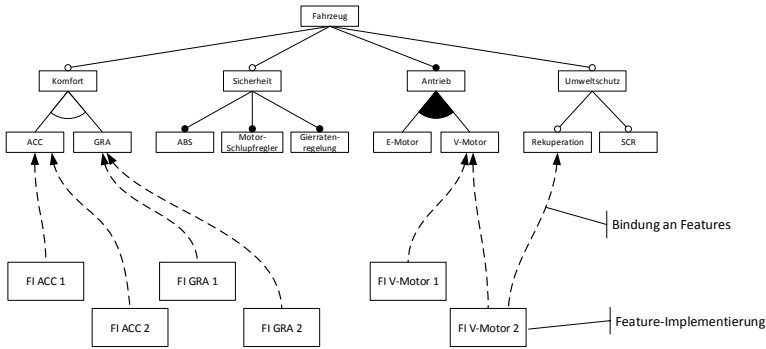 Fahrzeug
Komfort
Sicherheit
Antrieb
Umweltschutz
ACC
GRA
ABS
Motor-
Schlupfregler
Gierraten-
regelung
E-Motor
V-Motor
Rekuperation
SCR
Bindung an Features
FI ACC 1
FI GRA 1
FI V-Motor 1
FI ACC 2
FI GRA 2
FI V-Motor 2
Feature-Implementierung